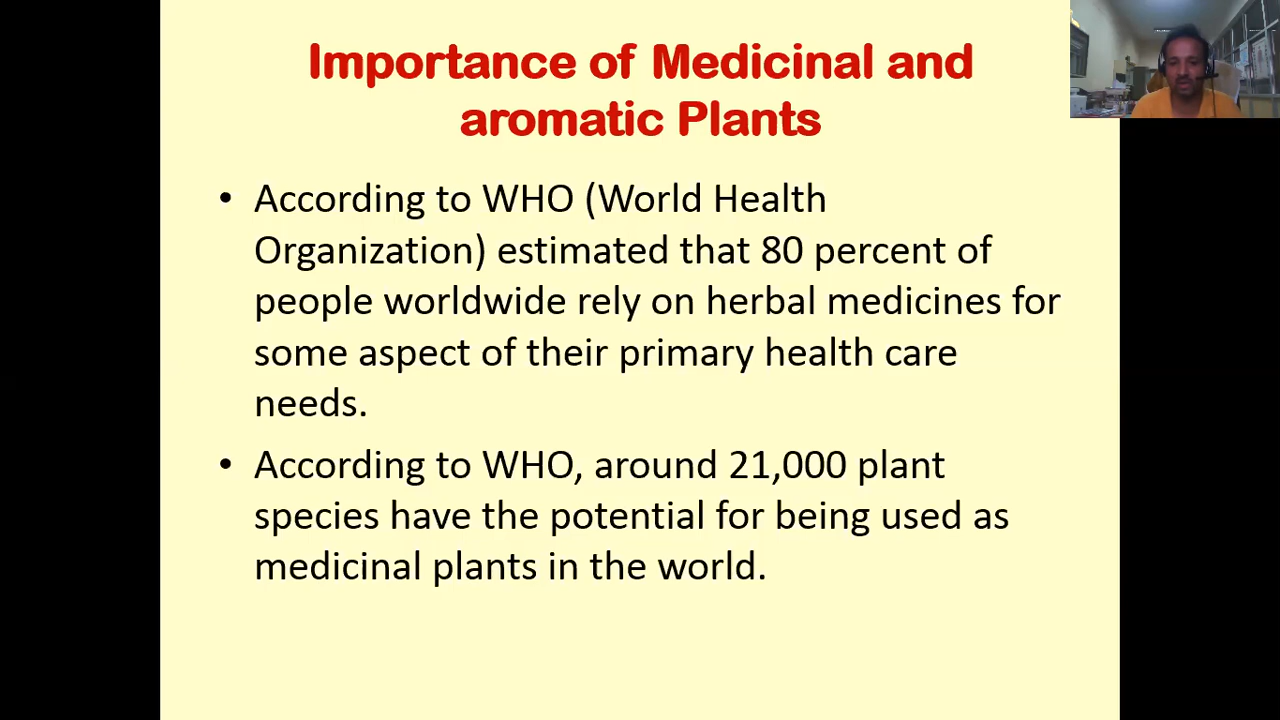 Importance of Medicinal and
aromatic Plants
• According to WHO (World Health
Organization) estimated that 80 percent of
people worldwide rely on herbal medicines for
some aspect of their primary health care
needs.
• According to WHO, around 21,000 plant
species have the potential for being used as
medicinal plants in the world.